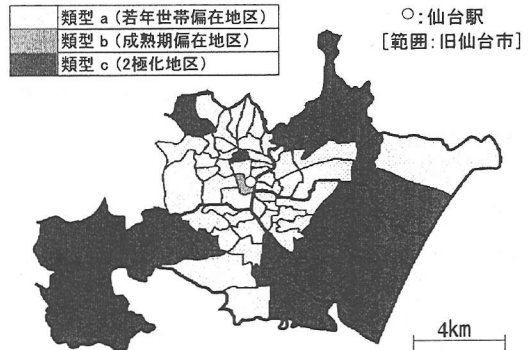 類型 a (若年世帯偏在地区)
類型 b (成熟期偏在地区)
類型 c (2極化地区)
○:仙台駅
[範囲:旧仙台市]
4km